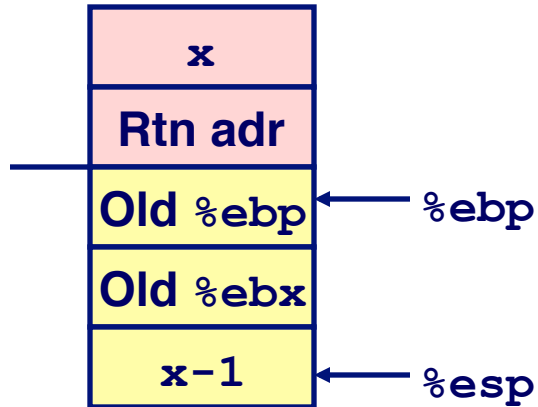 x
Rtn adr
Old %ebp
%ebp
Old %ebx
x-1
%esp